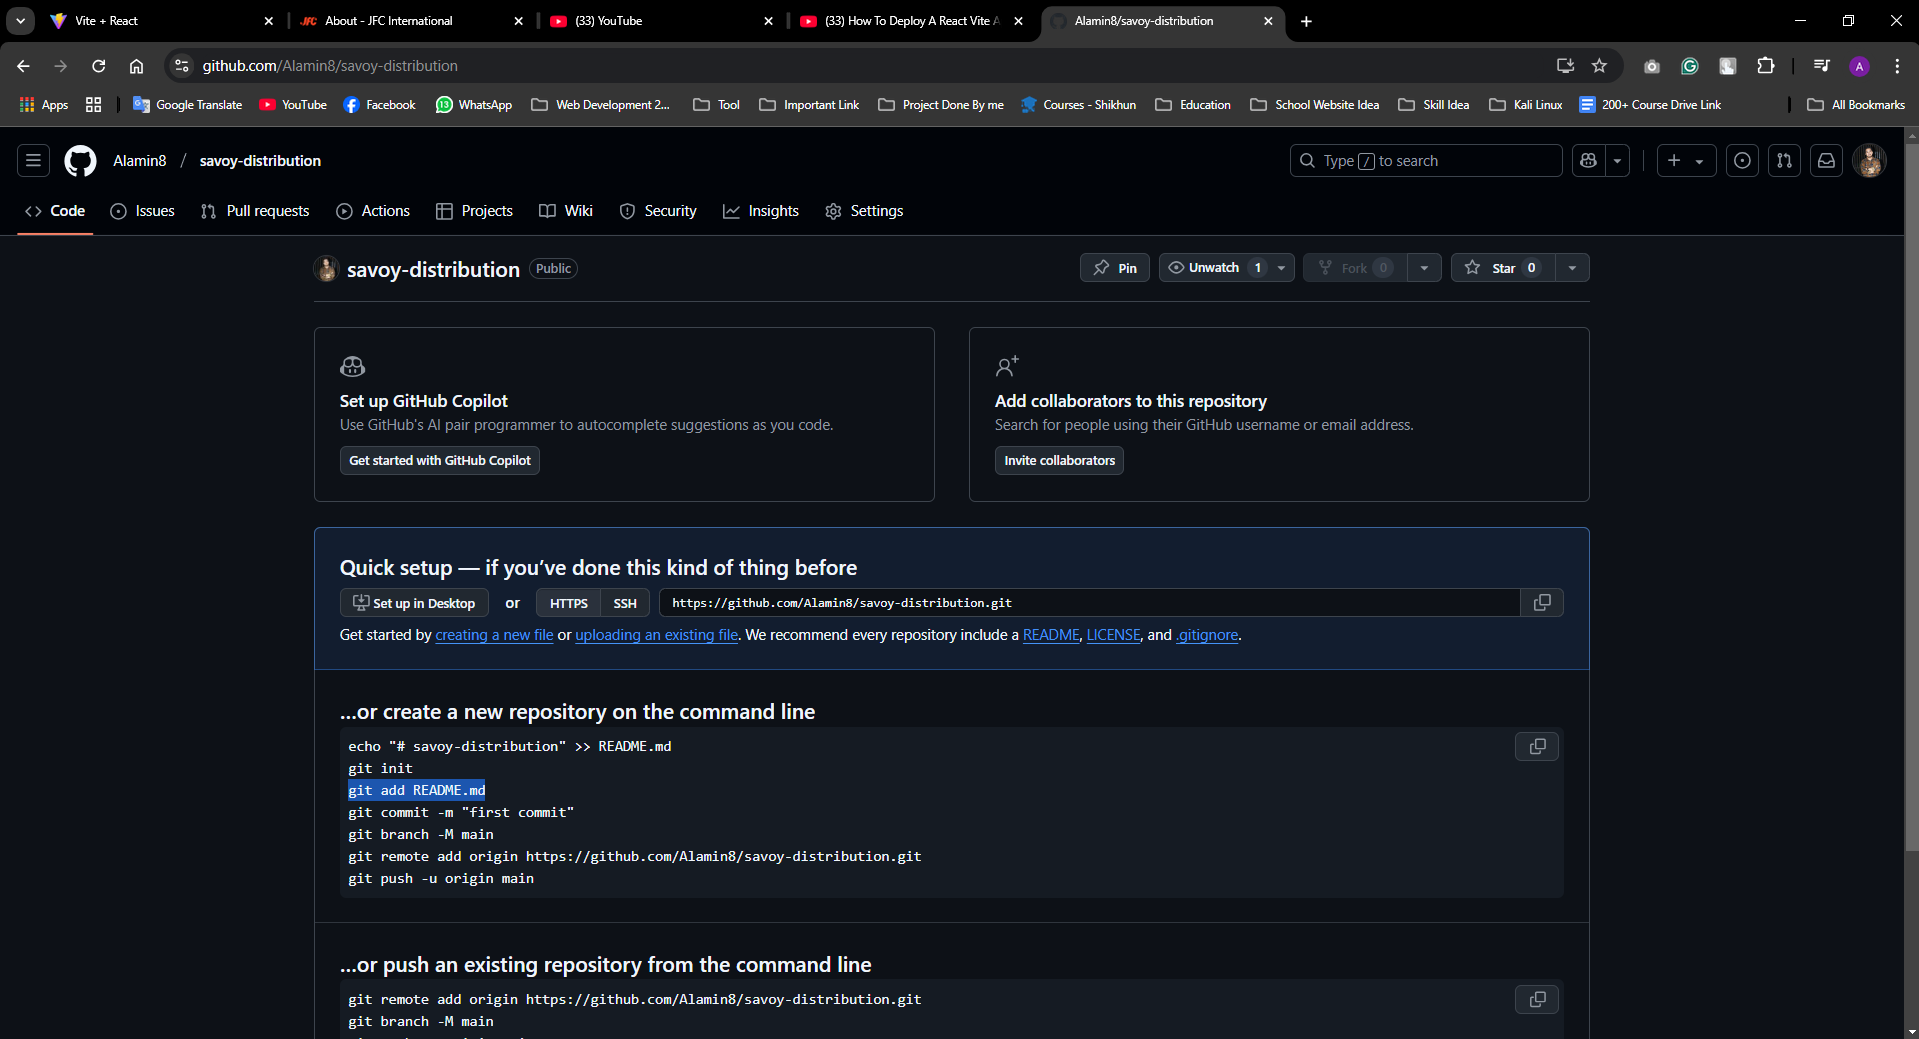 Vite + React
JFC About - JFC International
(33) YouTube
(33) How To Deploy A React Vite A
Alamin8/savoy-distribution
github.com/Alamin8/savoy-distribution
A
Apps
Google Translate
YouTube
Facebook
13 WhatsApp
Web Development 2...
Tool
Important Link
Project Done By me
Courses - Shikhun
Education
School Website Idea
Skill Idea
Kali Linux
200+ Course Drive Link
All Bookmarks
Alamin8 / savoy-distribution
Type / to search
Code
Issues
Pull requests
Actions
Projects
Wiki
Security
Insights
Settings
savoy-distribution Public
Pin
Unwatch 1
Fork 0
Star 0
Set up GitHub Copilot
Use GitHub's AI pair programmer to autocomplete suggestions as you code.
Get started with GitHub Copilot
Add collaborators to this repository
Search for people using their GitHub username or email address.
Invite collaborators
Quick setup — if you’ve done this kind of thing before
Set up in Desktop or HTTPS SSH https://github.com/Alamin8/savoy-distribution.git
Get started by creating a new file or uploading an existing file. We recommend every repository include a README, LICENSE, and .gitignore.
…or create a new repository on the command line
echo "# savoy-distribution" >> README.md
git init
git add README.md
git commit -m "first commit"
git branch -M main
git remote add origin https://github.com/Alamin8/savoy-distribution.git
git push -u origin main
…or push an existing repository from the command line
git remote add origin https://github.com/Alamin8/savoy-distribution.git
git branch -M main